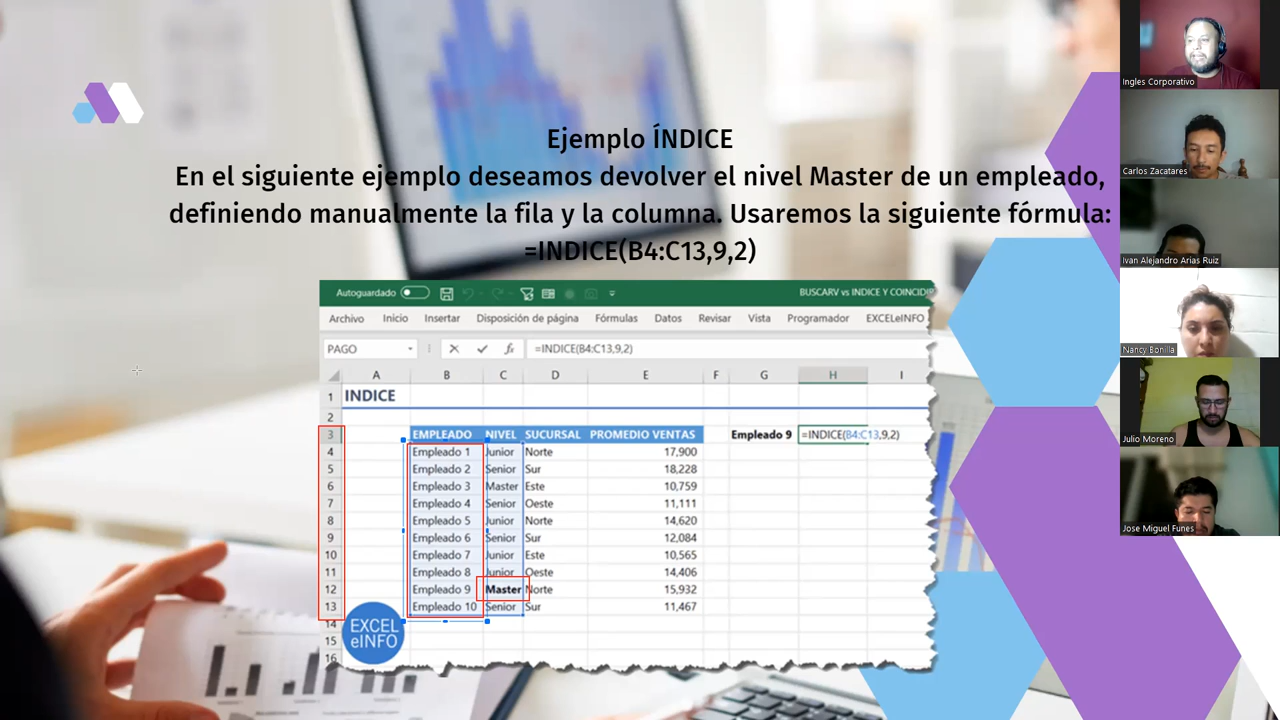 Ejemplo ÍNDICE
En el siguiente ejemplo deseamos devolver el nivel Master de un empleado,
definiendo manualmente la fila y la columna. Usaremos la siguiente fórmula:
=INDICE(B4:C13,9,2)
Autoguardado BUSCARV vs INDICE Y COINCIDIR
Archivo Inicio Insertar Disposición de página Fórmulas Datos Revisar Vista Programador EXCELeINFO
PAGO fx =INDICE(B4:C13,9,2)
A B C D E F G H I
1 INDICE
2
3 EMPLEADO NIVEL SUCURSAL PROMEDIO VENTAS Empleado 9 =INDICE(B4:C13,9,2)
4 Empleado 1 Junior Norte 17,900
5 Empleado 2 Senior Sur 18,228
6 Empleado 3 Master Este 10,759
7 Empleado 4 Senior Oeste 11,111
8 Empleado 5 Junior Norte 14,620
9 Empleado 6 Senior Sur 12,084
10 Empleado 7 Junior Este 10,565
11 Empleado 8 Junior Oeste 14,406
12 Empleado 9 Master Norte 15,932
13 Empleado 10 Senior Sur 11,467
14
15
16
EXCEL
eINFO
Ingles Corporativo
Carlos Zacatares
Ivan Alejandro Arias Ruiz
Nancy Bonilla
Julio Moreno
Jose Miguel Funes